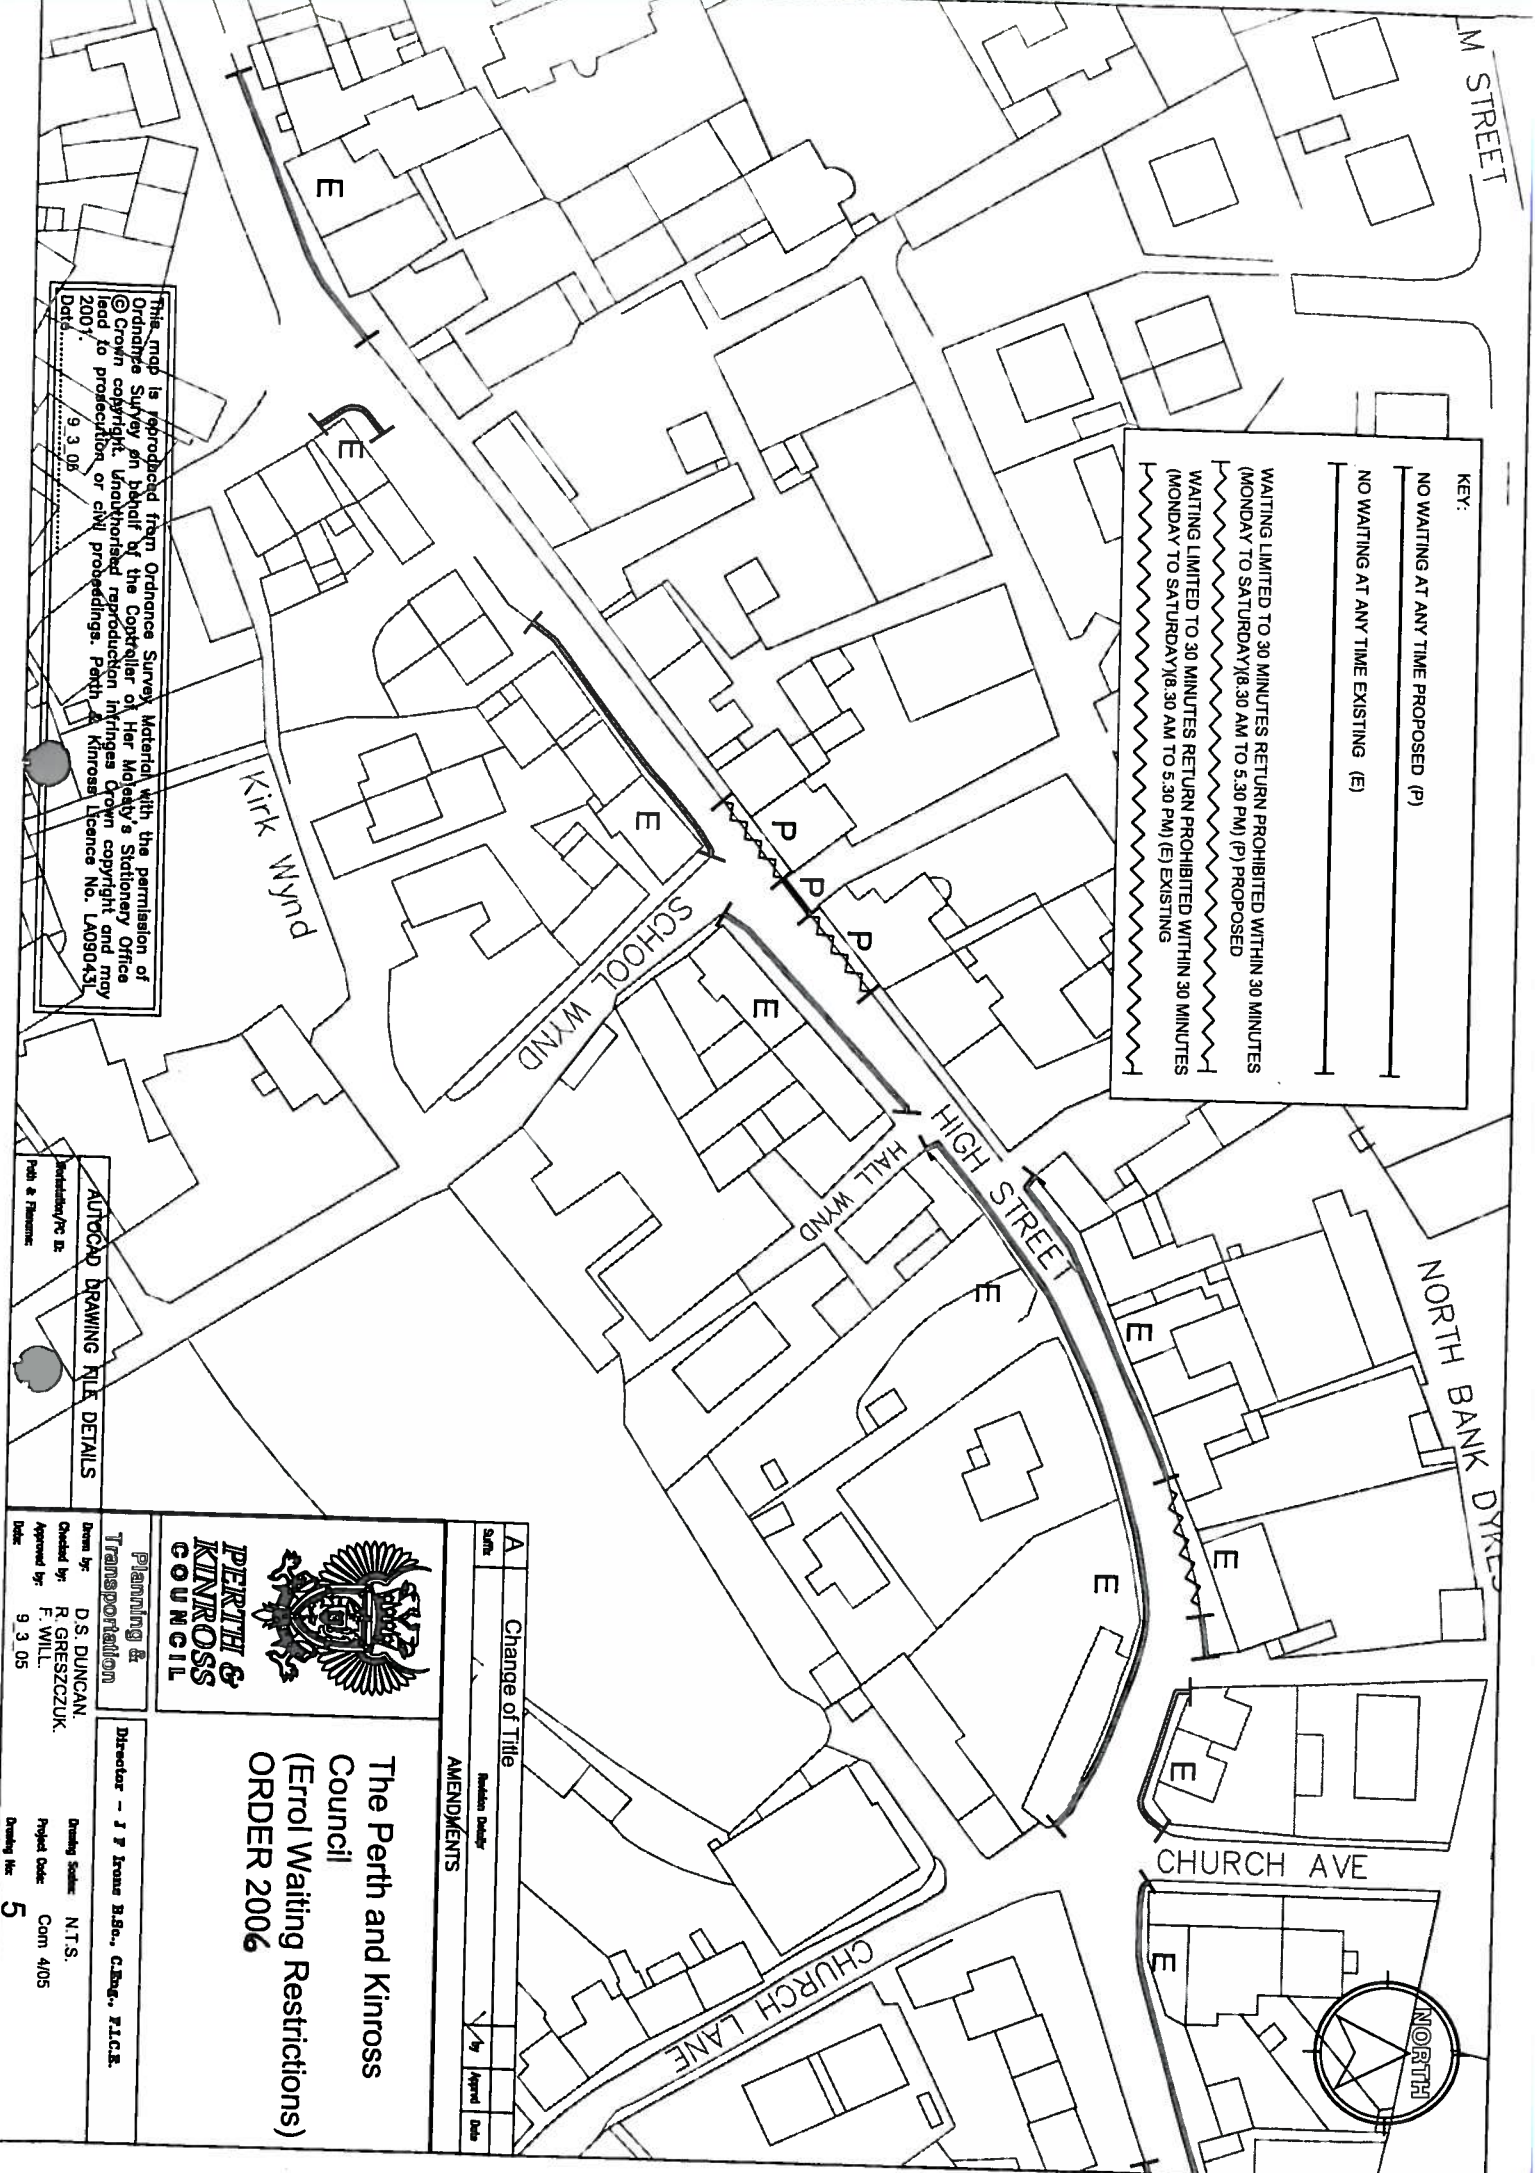 KEY:
NO WAITING AT ANY TIME PROPOSED (P)
NO WAITING AT ANY TIME EXISTING (E)
WAITING LIMITED TO 30 MINUTES RETURN PROHIBITED WITHIN 30 MINUTES
(MONDAY TO SATURDAY)(8.30 AM TO 5.30 PM) (P) PROPOSED
WAITING LIMITED TO 30 MINUTES RETURN PROHIBITED WITHIN 30 MINUTES
(MONDAY TO SATURDAY)(8.30 AM TO 5.30 PM) (E) EXISTING
M STREET
NORTH BANK DYKES
NORTH
CHURCH AVE
HIGH STREET
HALL WYND
SCHOOL WYND
Kirk Wynd
CHURCH LANE
E
E
E
P
P
P
E
E
E
E
E
E
E
This map is reproduced from Ordnance Survey Material with the permission of
Ordnance Survey on behalf of the Controller of Her Majesty's Stationery Office
© Crown copyright. Unauthorised reproduction infringes Crown copyright and may
lead to prosecution or civil proceedings. Perth & Kinross Licence No. LA09043L
2001.
Date 9_3_06
AUTOCAD DRAWING FILE DETAILS
Workstation/PC ID:
Path & Filename:
A Change of Title
Suffix Revision Details by Apprvd Date
AMENDMENTS
PERTH &
KINROSS
COUNCIL
The Perth and Kinross
Council
(Errol Waiting Restrictions)
ORDER 2006
Planning &
Transportation
Director - J F Irons B.Sc., C.Eng., F.I.C.E.
Drawn by: D.S. DUNCAN.
Checked by: R. GRESZCZUK.
Approved by: F. WILL.
Date: 9_3_05
Drawing Scale: N.T.S.
Project Code: Com 4/05
Drawing No: 5